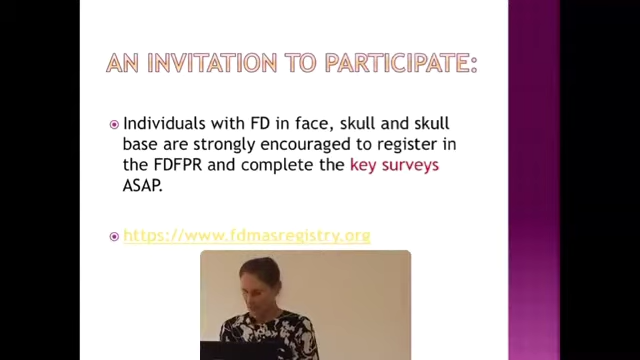 AN INVITATION TO PARTICIPATE:
Individuals with FD in face, skull and skull
base are strongly encouraged to register in
the FDFPR and complete the key surveys
ASAP.
https://www.fdmasregistry.org